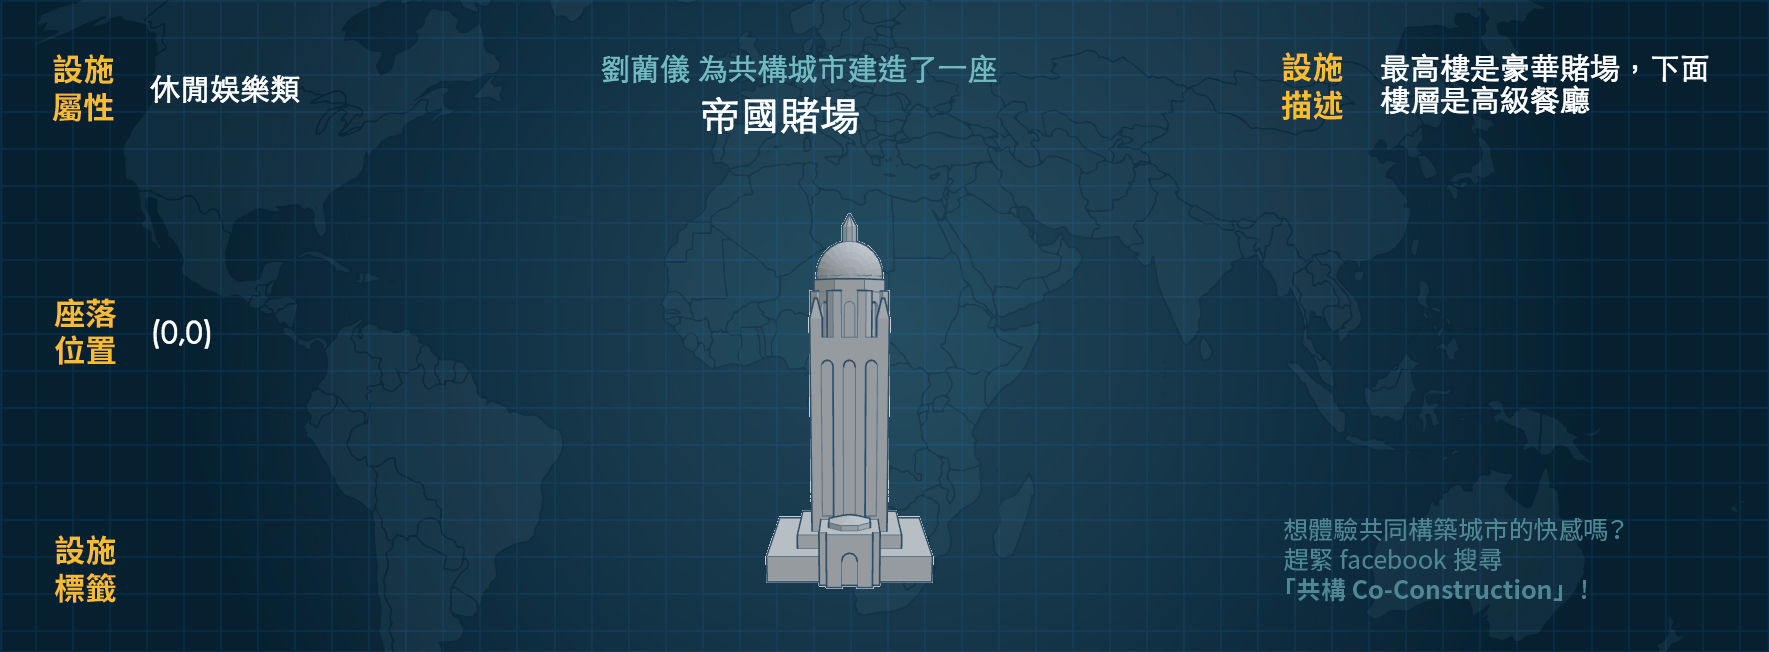 設施
屬性
休閒娛樂類
劉藺儀 為共構城市建造了一座
帝國賭場
設施
描述
最高樓是豪華賭場，下面
樓層是高級餐廳
座落
位置
(0,0)
設施
標籤
想體驗共同構築城市的快感嗎？
趕緊 facebook 搜尋
「共構 Co-Construction」！